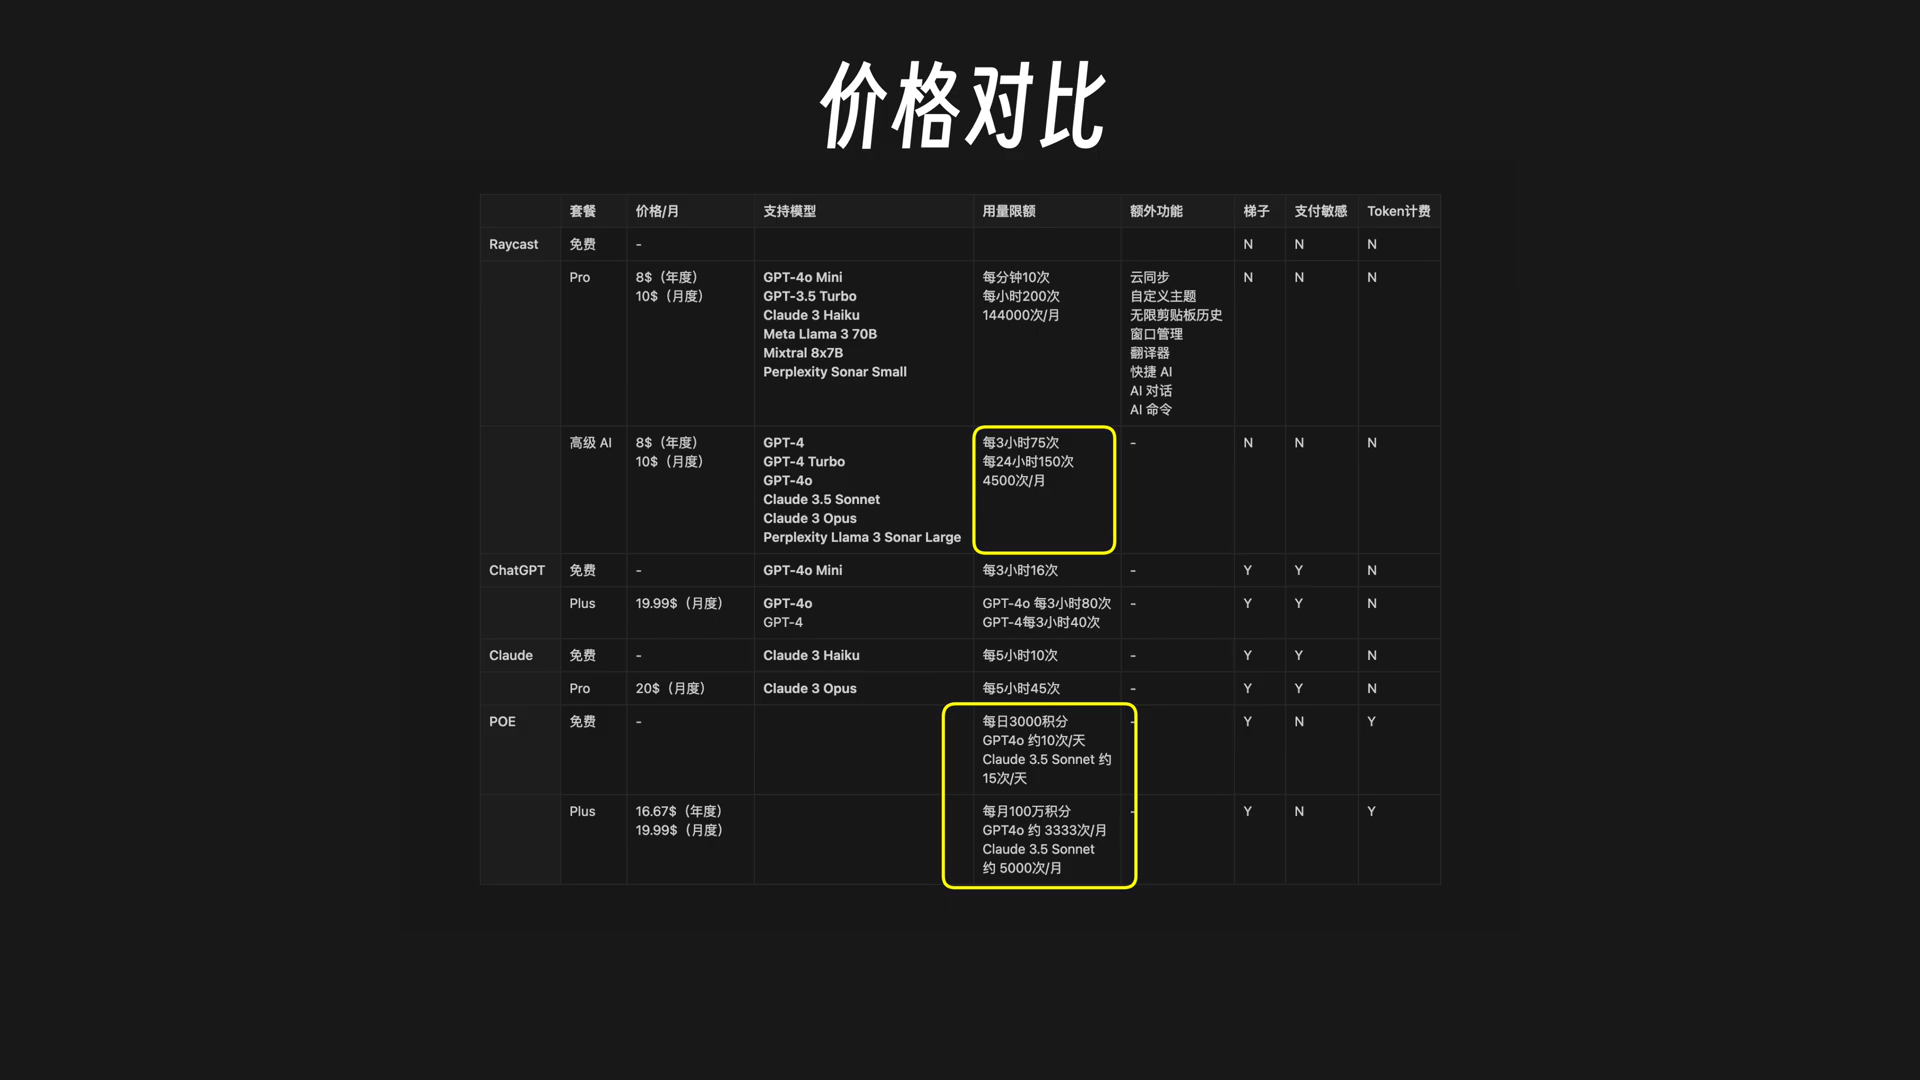 价格对比
套餐 价格/月 支持模型 用量限额 额外功能 梯子 支付敏感 Token计费
Raycast 免费 - N N N
Pro 8$（年度） GPT-4o Mini 每分钟10次 云同步 N N N
10$（月度） GPT-3.5 Turbo 每小时200次 自定义主题
Claude 3 Haiku 144000次/月 无限剪贴板历史
Meta Llama 3 70B 窗口管理
Mixtral 8x7B 翻译器
Perplexity Sonar Small 快捷 AI
AI 对话
AI 命令
高级 AI 8$（年度） GPT-4 每3小时75次 - N N N
10$（月度） GPT-4 Turbo 每24小时150次
GPT-4o 4500次/月
Claude 3.5 Sonnet
Claude 3 Opus
Perplexity Llama 3 Sonar Large
ChatGPT 免费 - GPT-4o Mini 每3小时16次 - Y Y N
Plus 19.99$（月度） GPT-4o GPT-4o 每3小时80次 - Y Y N
GPT-4 GPT-4每3小时40次
Claude 免费 - Claude 3 Haiku 每5小时10次 - Y Y N
Pro 20$（月度） Claude 3 Opus 每5小时45次 - Y Y N
POE 免费 - 每日3000积分 - Y N Y
GPT4o 约10次/天
Claude 3.5 Sonnet 约
15次/天
Plus 16.67$（年度） 每月100万积分 - Y N Y
19.99$（月度） GPT4o 约 3333次/月
Claude 3.5 Sonnet
约 5000次/月